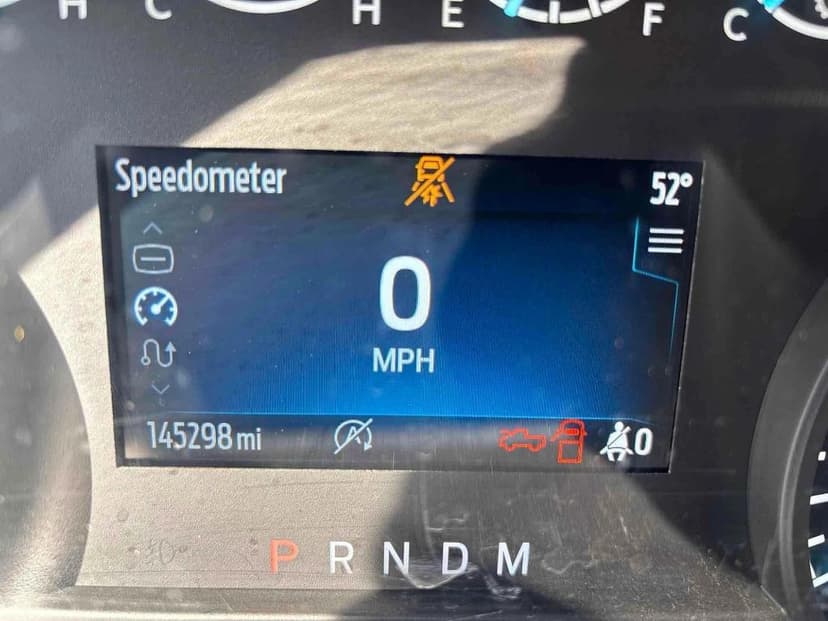 H C H E F C
Speedometer
52°
0
MPH
145298 mi
A
0
P R N D M